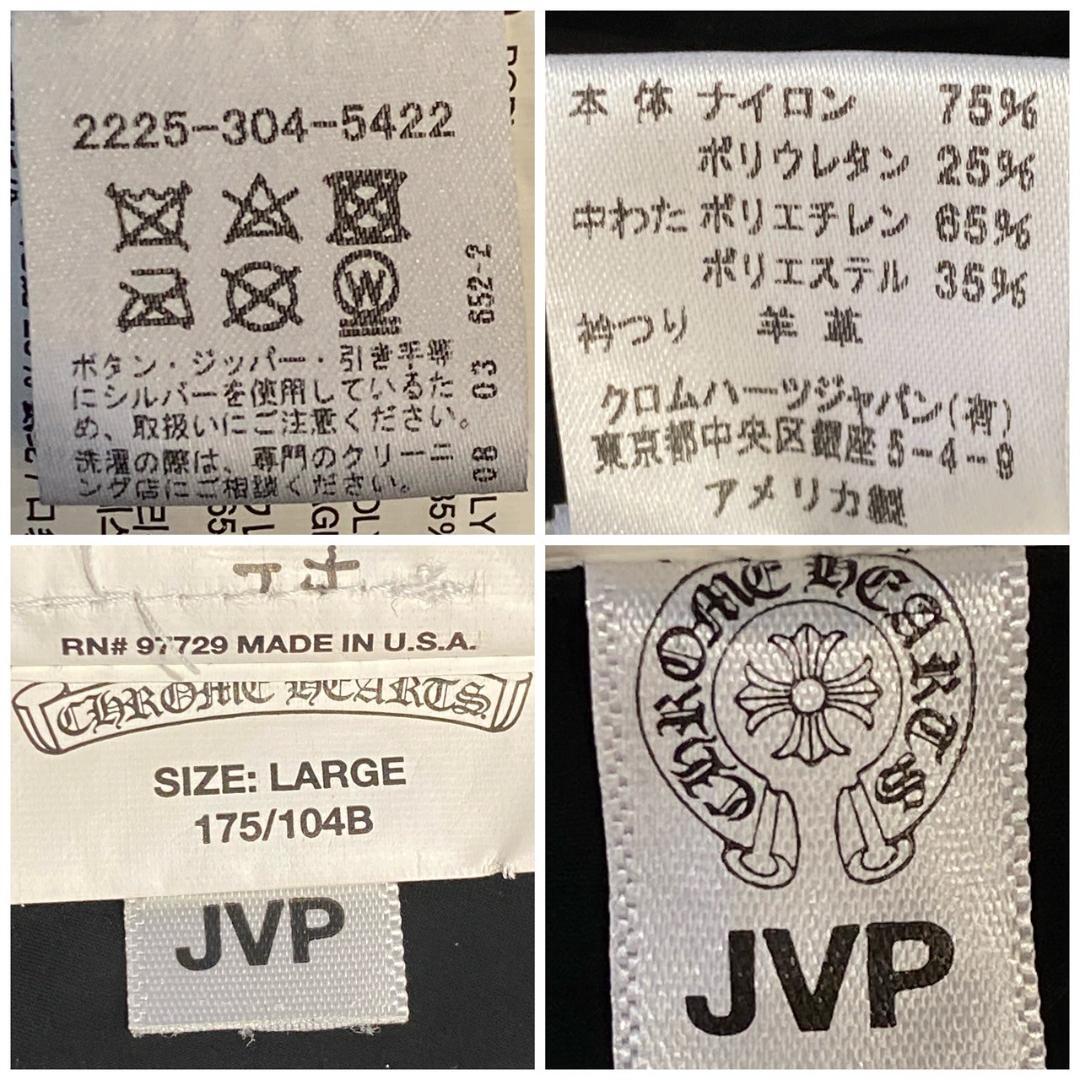 2225-304-5422
652-2
08 03
ボタン・ジッパー・引き手等
にシルバーを使用しているた
め、取扱いにご注意ください。
洗濯の際は、専門のクリーニ
ング店にご相談ください。
本体 ナイロン 75%
ポリウレタン 25%
中わた ポリエチレン 65%
ポリエステル 35%
衿つり 羊革
クロムハーツジャパン(有)
東京都中央区銀座5-4-9
アメリカ製
RN# 97729 MADE IN U.S.A.
CHROME HEARTS
SIZE: LARGE
175/104B
JVP
CHROME HEARTS
JVP